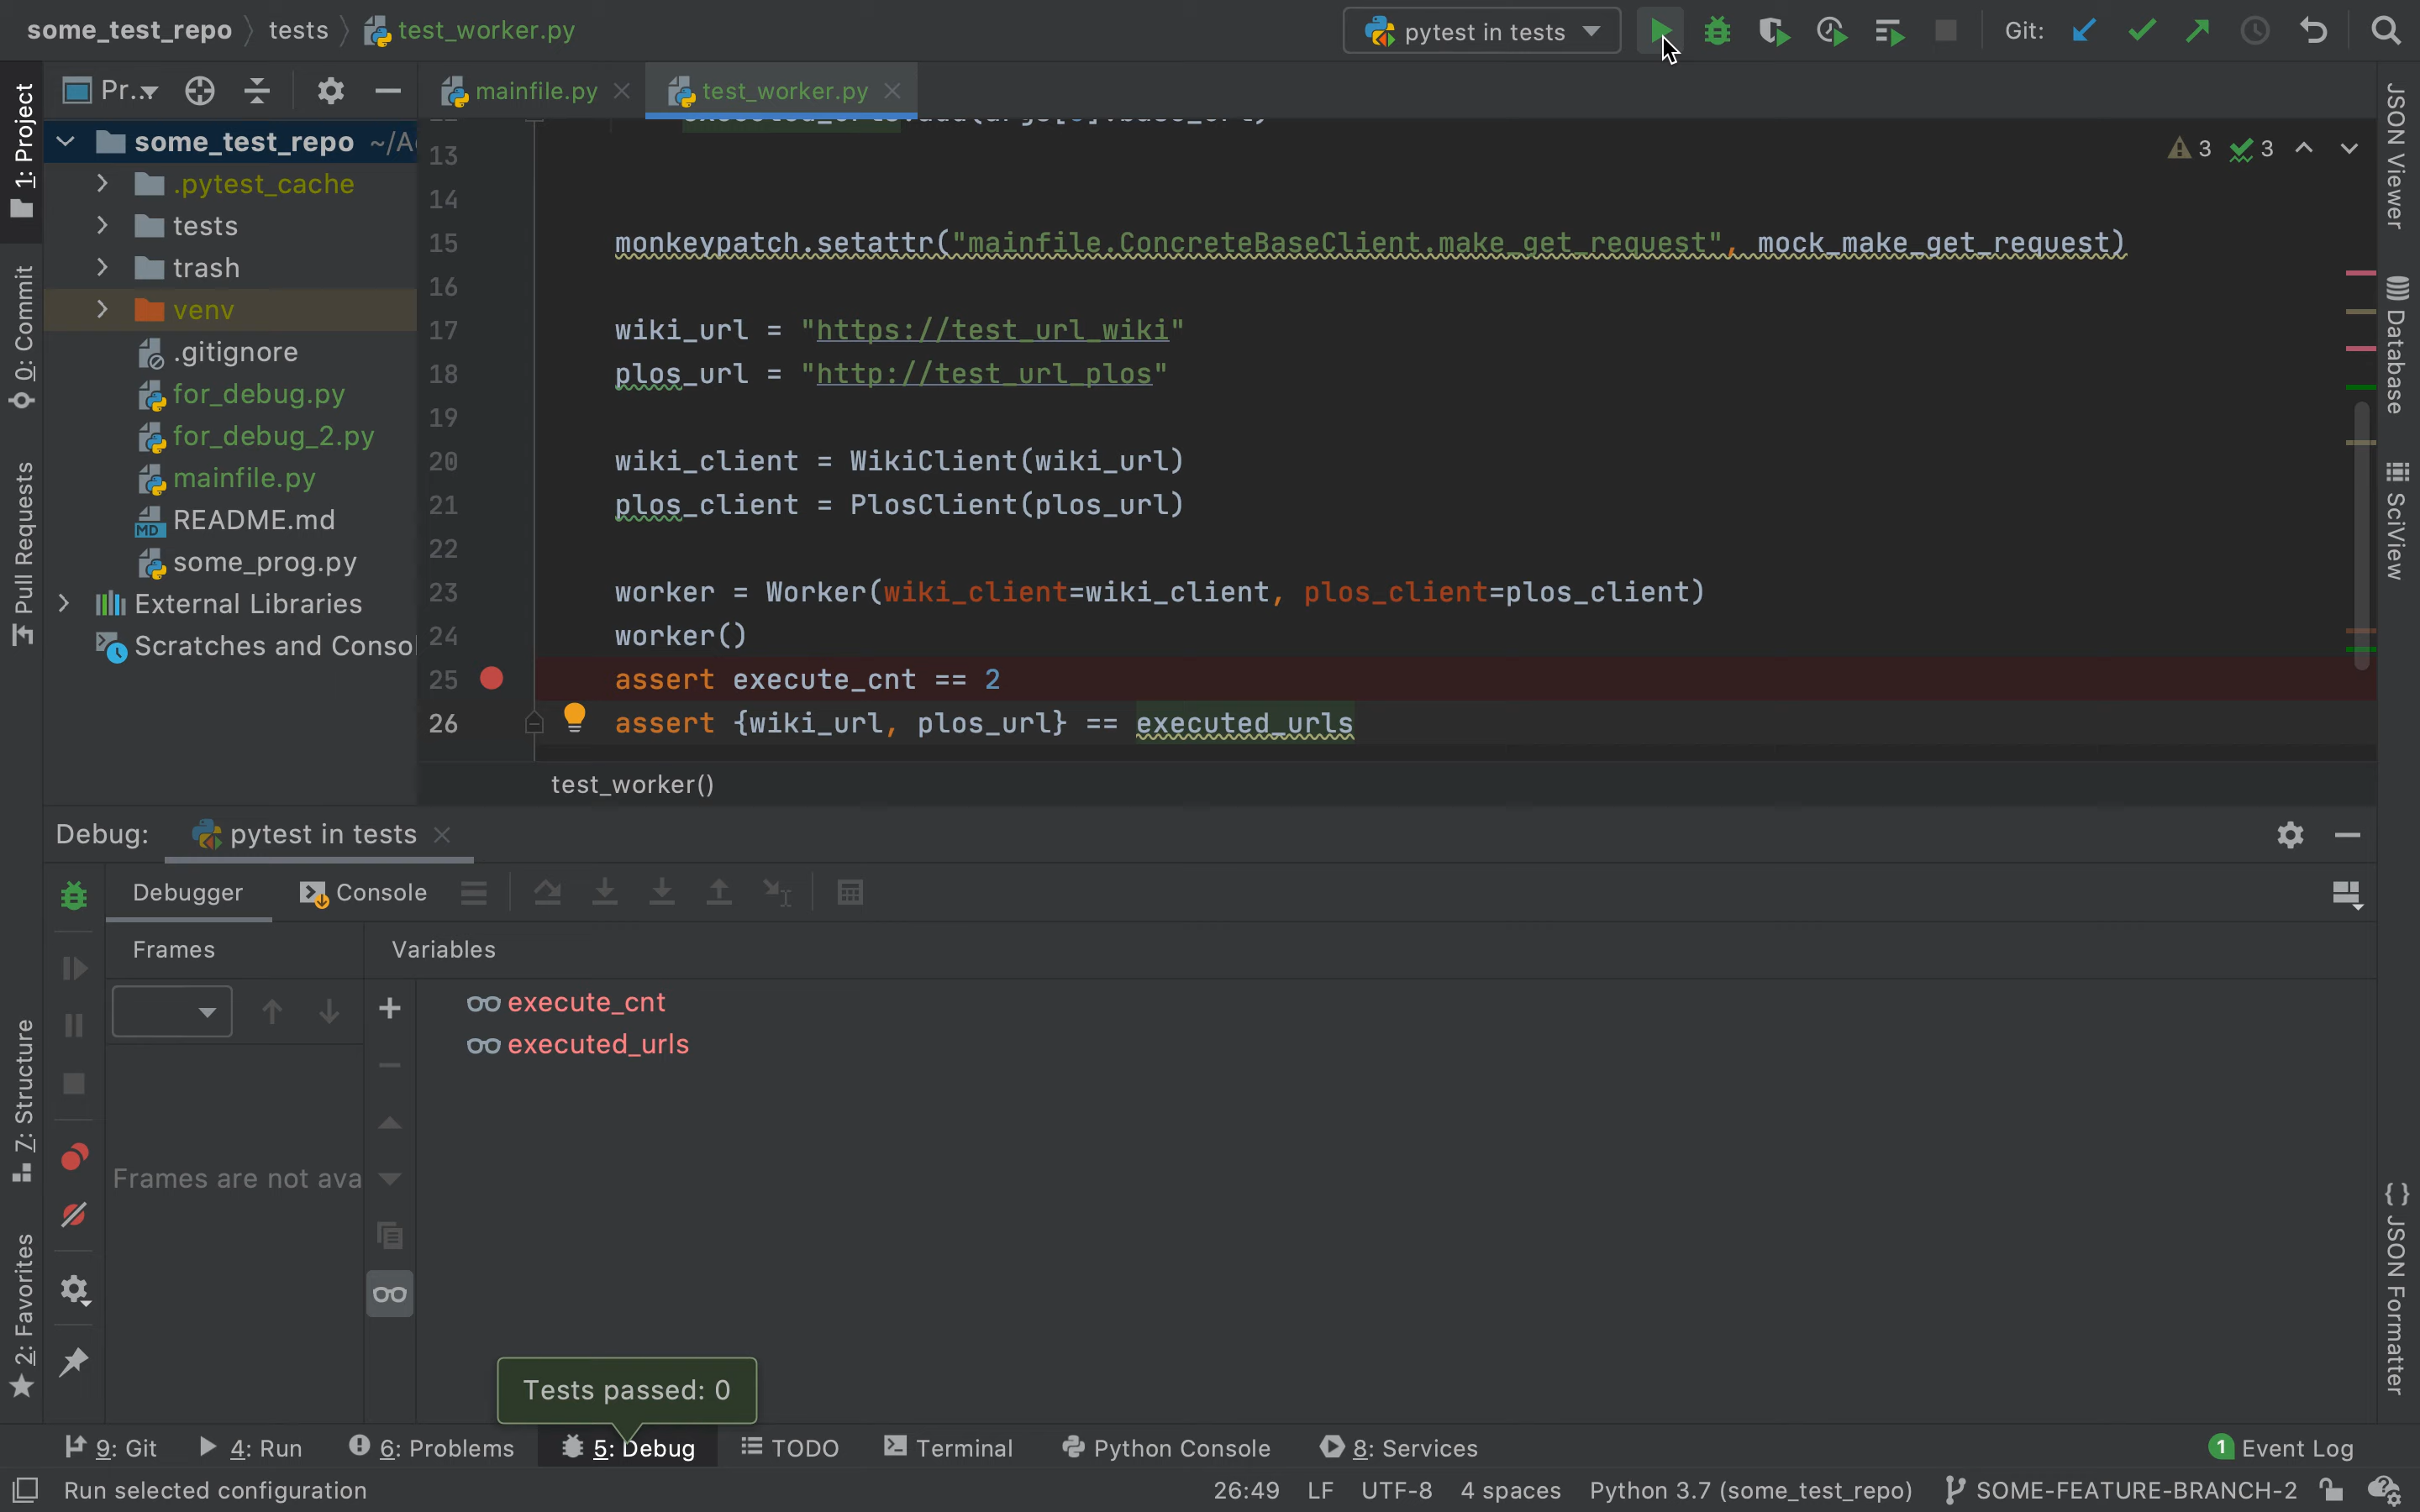 some_test_repo tests test_worker.py pytest in tests Git:
Pr... mainfile.py test_worker.py
1: Project
0: Commit
Pull Requests
Z: Structure
2: Favorites
some_test_repo ~/A
.pytest_cache
tests
trash
venv
.gitignore
for_debug.py
for_debug_2.py
mainfile.py
README.md
some_prog.py
External Libraries
Scratches and Conso
3 3
13
14
15 monkeypatch.setattr("mainfile.ConcreteBaseClient.make_get_request", mock_make_get_request)
16
17 wiki_url = "https://test_url_wiki"
18 plos_url = "http://test_url_plos"
19
20 wiki_client = WikiClient(wiki_url)
21 plos_client = PlosClient(plos_url)
22
23 worker = Worker(wiki_client=wiki_client, plos_client=plos_client)
24 worker()
25 assert execute_cnt == 2
26 assert {wiki_url, plos_url} == executed_urls
test_worker()
JSON Viewer
Database
SciView
JSON Formatter
Debug: pytest in tests
Debugger Console
Frames Variables
execute_cnt
executed_urls
Frames are not ava
Tests passed: 0
9: Git 4: Run 6: Problems 5: Debug TODO Terminal Python Console 8: Services 1 Event Log
Run selected configuration 26:49 LF UTF-8 4 spaces Python 3.7 (some_test_repo) SOME-FEATURE-BRANCH-2